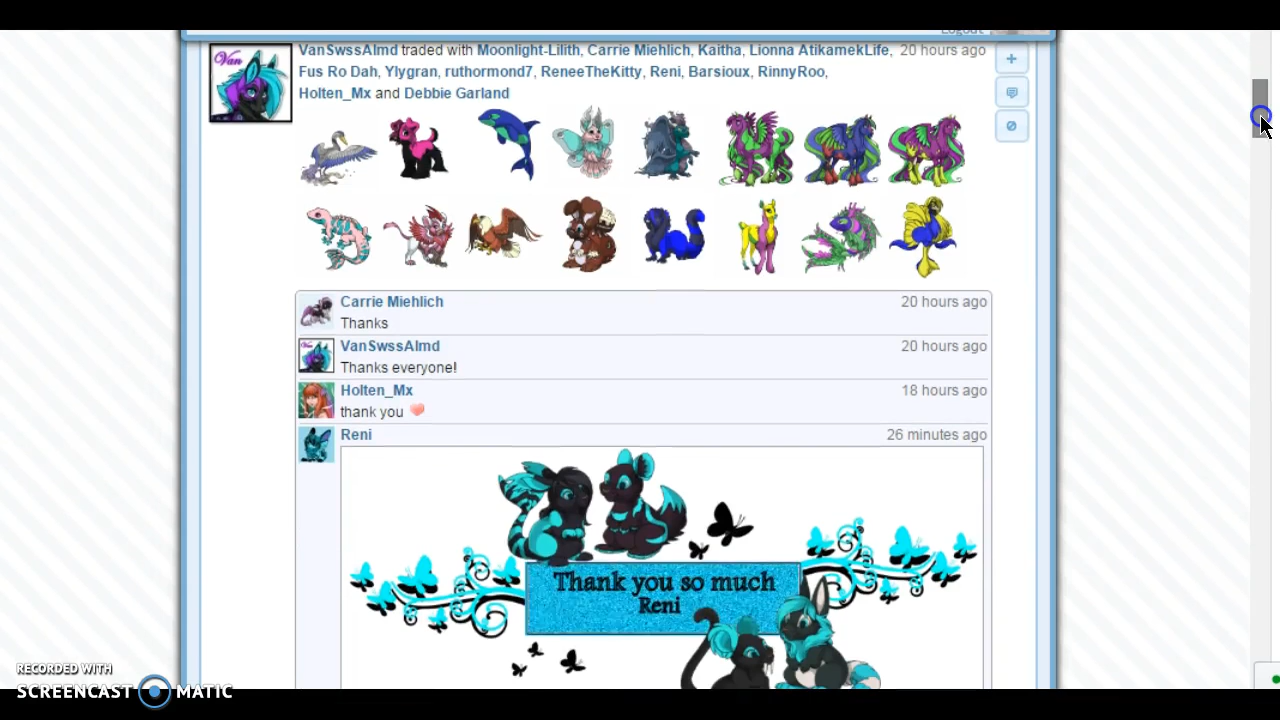 Logout
Van
VanSwssAlmd traded with Moonlight-Lilith, Carrie Miehlich, Kaitha, Lionna AtikamekLife, 20 hours ago
Fus Ro Dah, Ylygran, ruthormond7, ReneeTheKitty, Reni, Barsioux, RinnyRoo,
Holten_Mx and Debbie Garland
Carrie Miehlich 20 hours ago
Thanks
VanSwssAlmd 20 hours ago
Thanks everyone!
Holten_Mx 18 hours ago
thank you
Reni 26 minutes ago
Thank you so much
Reni
RECORDED WITH
SCREENCAST MATIC